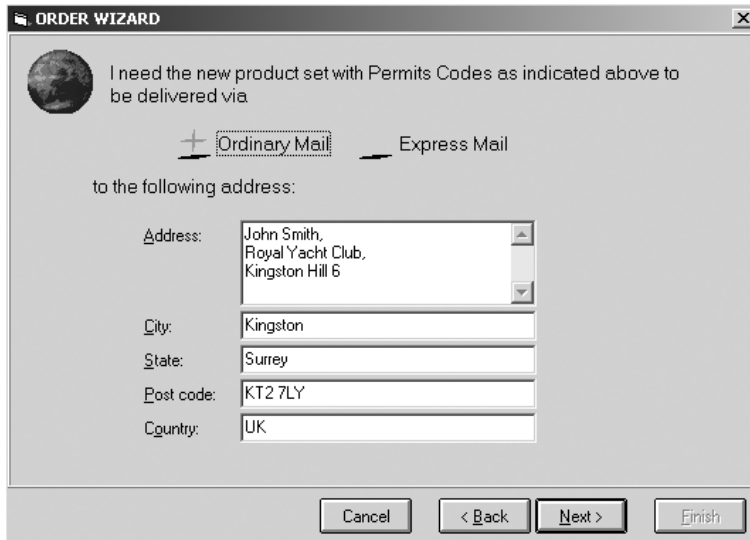 ORDER WIZARD
I need the new product set with Permits Codes as indicated above to
be delivered via
Ordinary Mail Express Mail
to the following address:
Address: John Smith,
Royal Yacht Club,
Kingston Hill 6
City: Kingston
State: Surrey
Post code: KT2 7LY
Country: UK
Cancel < Back Next > Finish